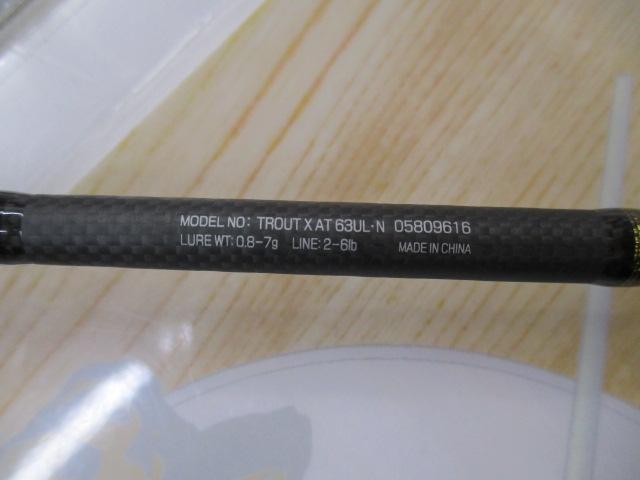 MODEL NO: TROUT X AT 63UL·N 05809616
LURE WT: 0.8–7g LINE: 2–6lb MADE IN CHINA